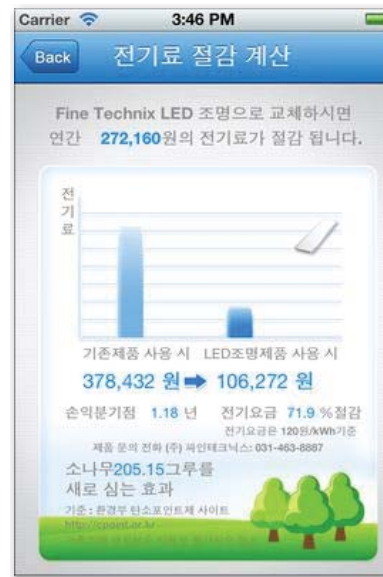 Carrier 3:46 PM
Back 전기료 절감 계산
Fine Technix LED 조명으로 교체하시면
연간 272,160원의 전기료가 절감 됩니다.
전
기
료
기존제품 사용 시 LED조명제품 사용 시
378,432 원 ➡ 106,272 원
손익분기점 1.18 년 전기요금 71.9 %절감
전기요금은 120원/kWh기준
제품 문의 전화 (주) 파인테크닉스: 031-463-8887
소나무205.15그루를
새로 심는 효과
기준 : 환경부 탄소포인트제 사이트
http://cpoint.or.kr